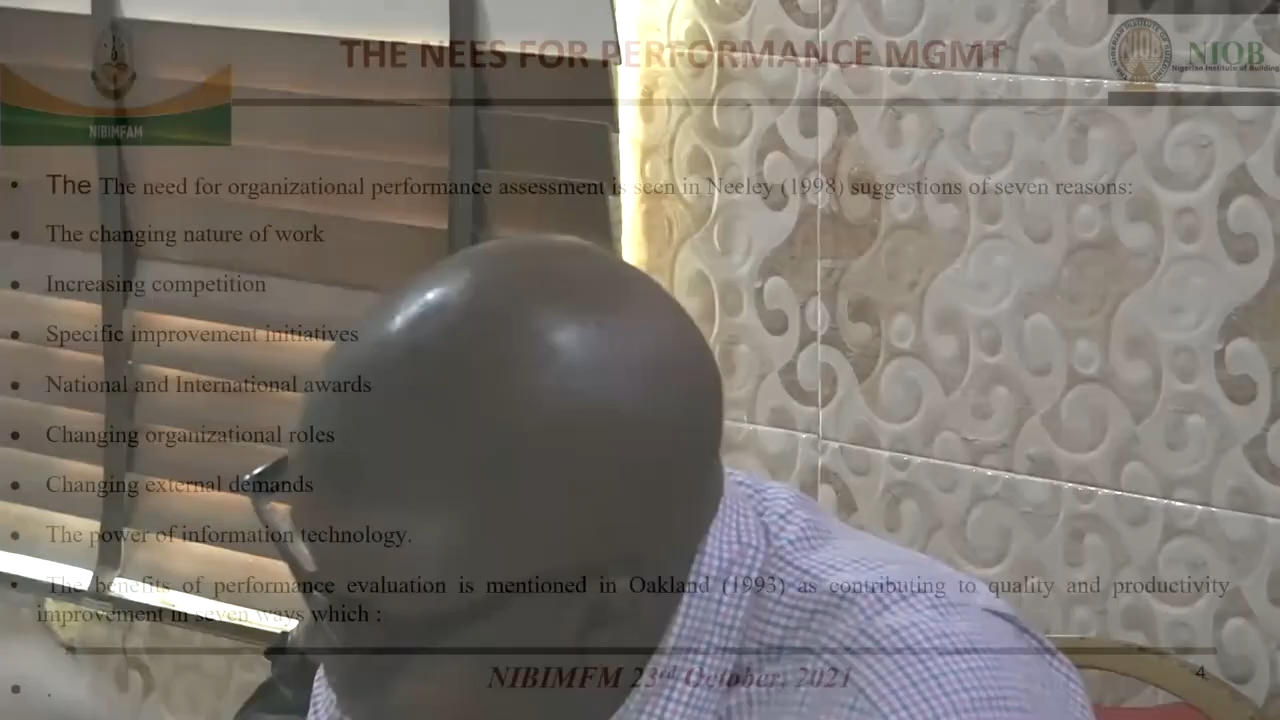 THE NEES FOR PERFORMANCE MGMT
NIOB
Nigerian Institute of Building
NIBIMFAM
• The The need for organizational performance assessment is seen in Neeley (1998) suggestions of seven reasons:
• The changing nature of work
• Increasing competition
• Specific improvement initiatives
• National and International awards
• Changing organizational roles
• Changing external demands
• The power of information technology.
• The benefits of performance evaluation is mentioned in Oakland (1993) as contributing to quality and productivity
improvement in seven ways which :
• .
NIBIMFM 23rd October, 2021
4